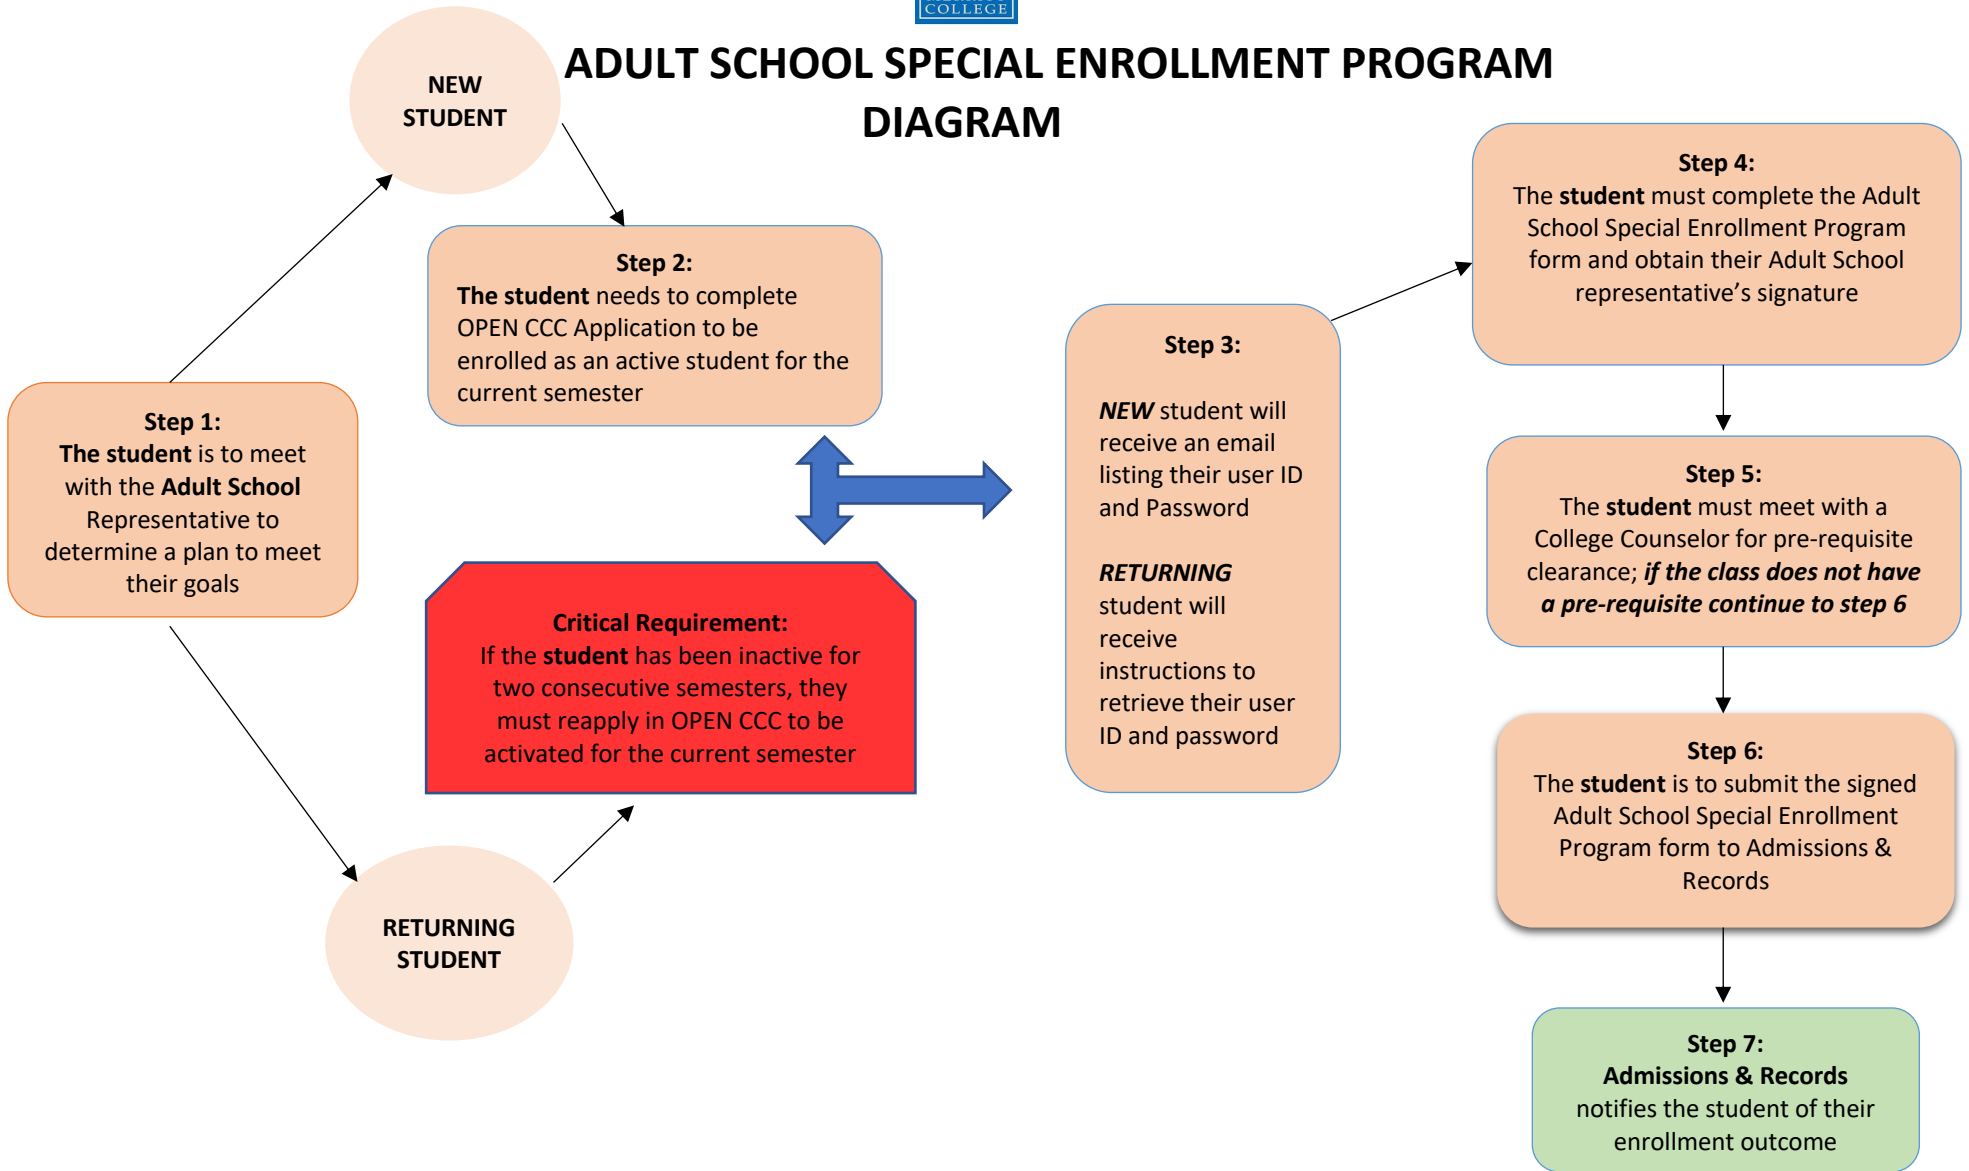 COLLEGE
ADULT SCHOOL SPECIAL ENROLLMENT PROGRAM
DIAGRAM
NEW
STUDENT
Step 1:
The student is to meet
with the Adult School
Representative to
determine a plan to meet
their goals
Step 2:
The student needs to complete
OPEN CCC Application to be
enrolled as an active student for the
current semester
Critical Requirement:
If the student has been inactive for
two consecutive semesters, they
must reapply in OPEN CCC to be
activated for the current semester
RETURNING
STUDENT
Step 3:
NEW student will
receive an email
listing their user ID
and Password
RETURNING
student will
receive
instructions to
retrieve their user
ID and password
Step 4:
The student must complete the Adult
School Special Enrollment Program
form and obtain their Adult School
representative’s signature
Step 5:
The student must meet with a
College Counselor for pre-requisite
clearance; if the class does not have
a pre-requisite continue to step 6
Step 6:
The student is to submit the signed
Adult School Special Enrollment
Program form to Admissions &
Records
Step 7:
Admissions & Records
notifies the student of their
enrollment outcome